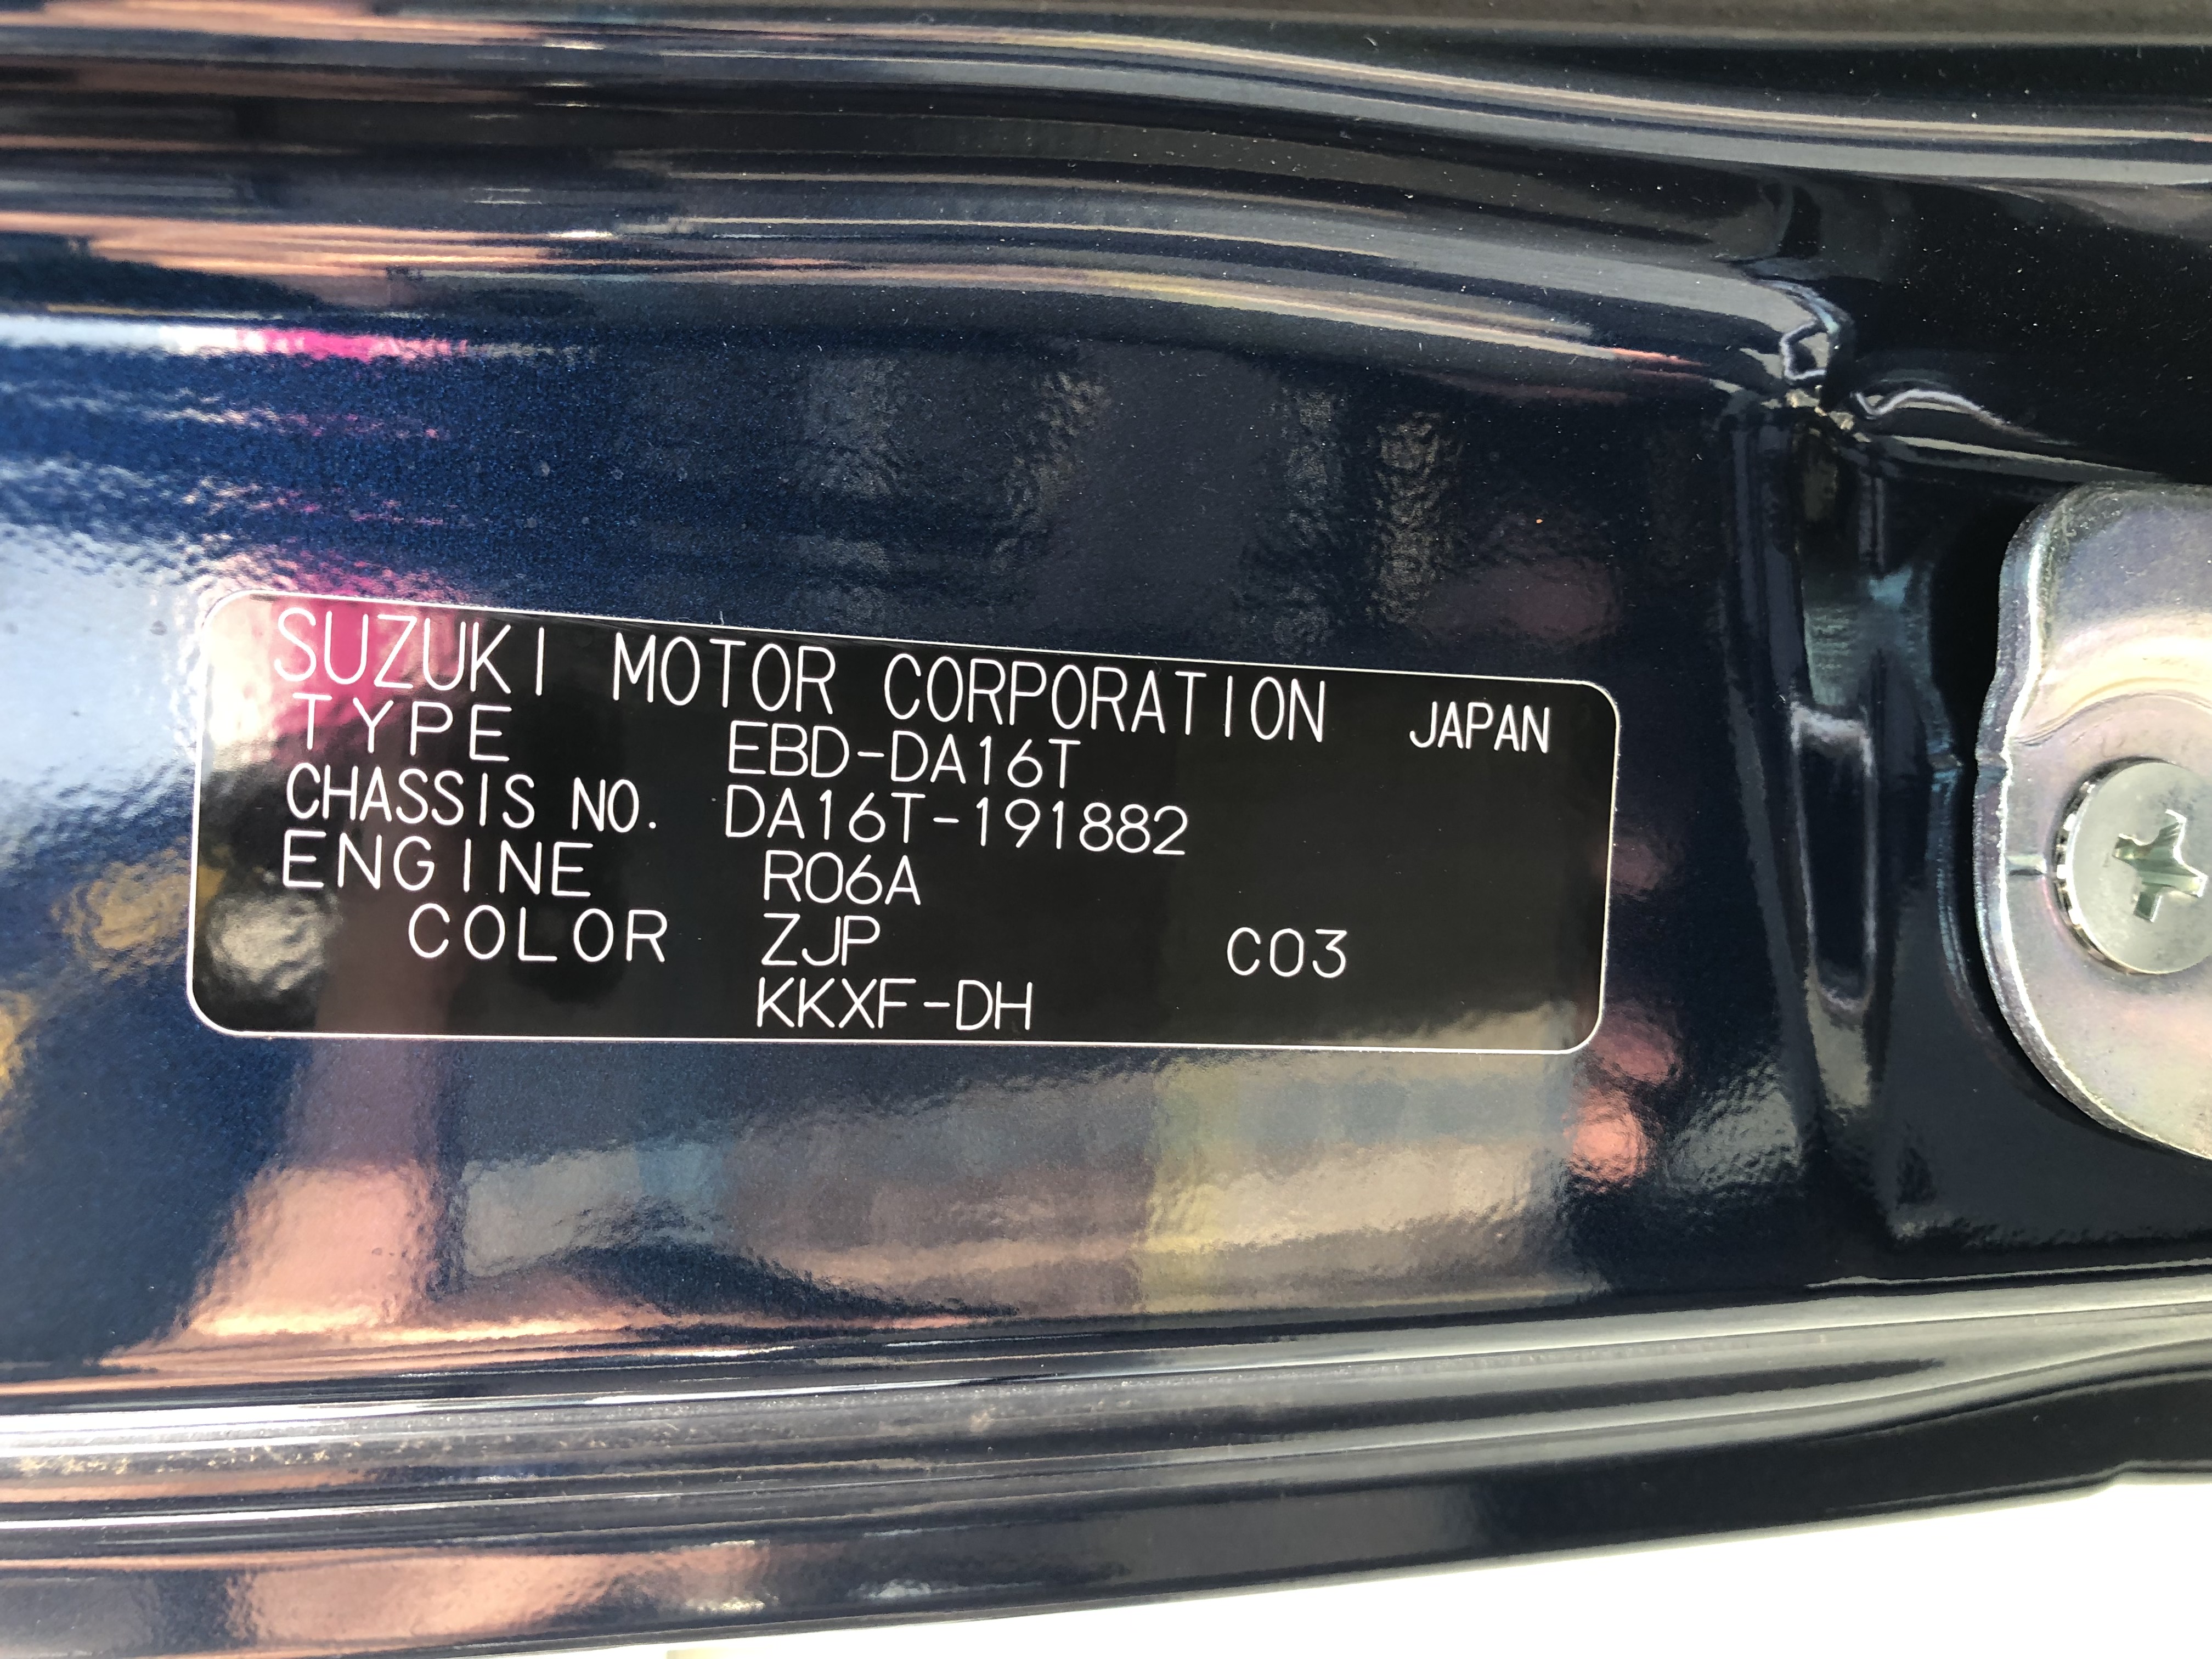 SUZUKI MOTOR CORPORATION JAPAN
TYPE EBD-DA16T
CHASSIS NO. DA16T-191882
ENGINE R06A
COLOR ZJP C03
KKXF-DH